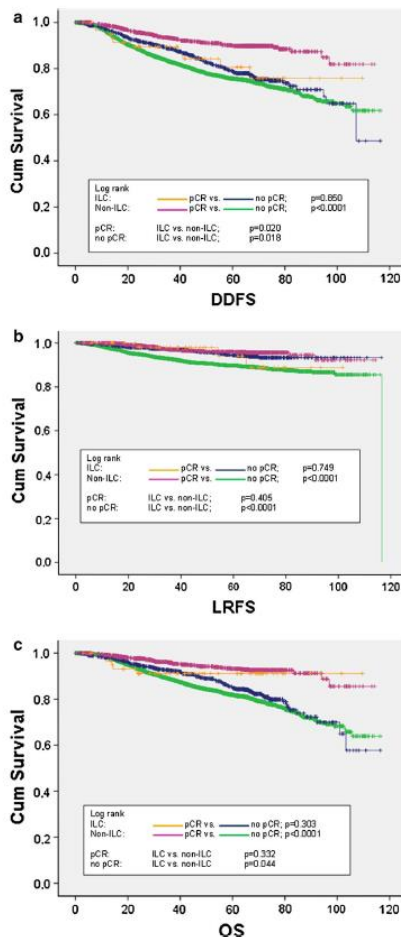 a
Cum Survival
1.0
0.8
0.6
0.4
0.2
0.0
Log rank
ILC: pCR vs. no pCR; p=0.650
Non-ILC: pCR vs. no pCR; p<0.0001
pCR: ILC vs. non-ILC; p=0.020
no pCR: ILC vs. non-ILC; p=0.018
0 20 40 60 80 100 120
DDFS
b
Cum Survival
1.0
0.8
0.6
0.4
0.2
0.0
Log rank
ILC: pCR vs. no pCR; p=0.749
Non-ILC: pCR vs. no pCR; p<0.0001
pCR: ILC vs. non-ILC; p=0.405
no pCR: ILC vs. non-ILC; p<0.0001
0 20 40 60 80 100 120
LRFS
c
Cum Survival
1.0
0.8
0.6
0.4
0.2
0.0
Log rank
ILC: pCR vs. no pCR; p=0.303
Non-ILC: pCR vs. no pCR; p<0.0001
pCR: ILC vs. non-ILC p=0.332
no pCR: ILC vs. non-ILC p=0.044
0 20 40 60 80 100 120
OS